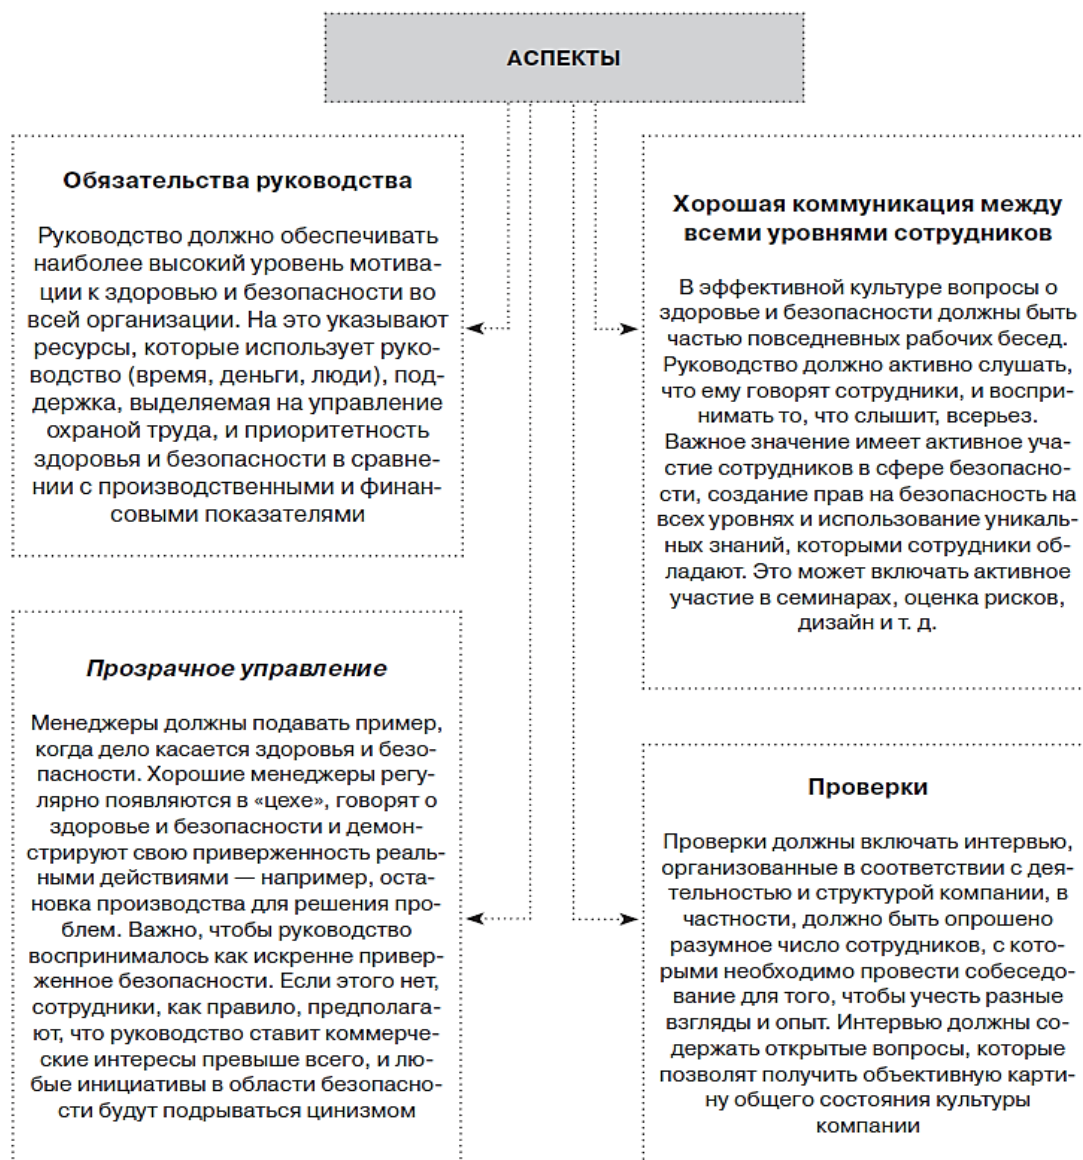 АСПЕКТЫ
Обязательства руководства
Руководство должно обеспечивать
наиболее высокий уровень мотива-
ции к здоровью и безопасности во
всей организации. На это указывают
ресурсы, которые использует руко-
водство (время, деньги, люди), под-
держка, выделяемая на управление
охраной труда, и приоритетность
здоровья и безопасности в сравне-
нии с производственными и финан-
совыми показателями
Хорошая коммуникация между
всеми уровнями сотрудников
В эффективной культуре вопросы о
здоровье и безопасности должны быть
частью повседневных рабочих бесед.
Руководство должно активно слушать,
что ему говорят сотрудники, и воспри-
нимать то, что слышит, всерьез.
Важное значение имеет активное уча-
стие сотрудников в сфере безопасно-
сти, создание прав на безопасность на
всех уровнях и использование уникаль-
ных знаний, которыми сотрудники об-
ладают. Это может включать активное
участие в семинарах, оценка рисков,
дизайн и т. д.
Прозрачное управление
Менеджеры должны подавать пример,
когда дело касается здоровья и безо-
пасности. Хорошие менеджеры регу-
лярно появляются в «цехе», говорят о
здоровье и безопасности и демон-
стрируют свою приверженность реаль-
ными действиями — например, оста-
новка производства для решения про-
блем. Важно, чтобы руководство
воспринималось как искренне привер-
женное безопасности. Если этого нет,
сотрудники, как правило, предполага-
ют, что руководство ставит коммерче-
ские интересы превыше всего, и лю-
бые инициативы в области безопасно-
сти будут подрываться цинизмом
Проверки
Проверки должны включать интервью,
организованные в соответствии с дея-
тельностью и структурой компании, в
частности, должно быть опрошено
разумное число сотрудников, с кото-
рыми необходимо провести собеседо-
вание для того, чтобы учесть разные
взгляды и опыт. Интервью должны со-
держать открытые вопросы, которые
позволят получить объективную карти-
ну общего состояния культуры
компании